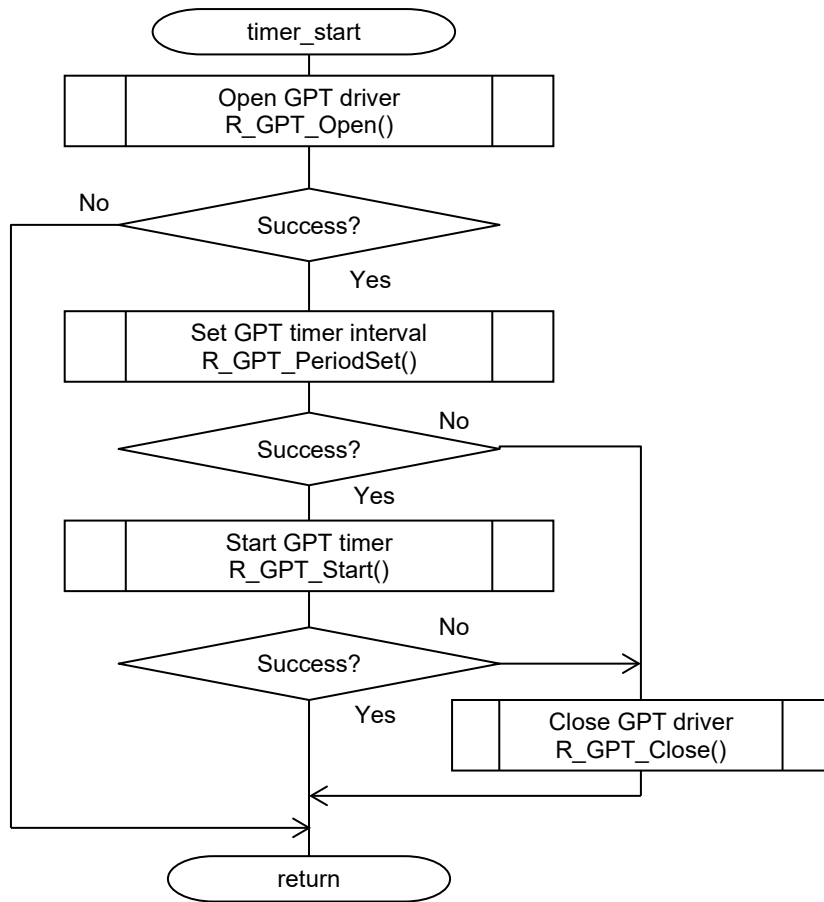 timer_start
Open GPT driver
R_GPT_Open()
No
Success?
Yes
Set GPT timer interval
R_GPT_PeriodSet()
No
Success?
Yes
Start GPT timer
R_GPT_Start()
No
Success?
Yes
Close GPT driver
R_GPT_Close()
return